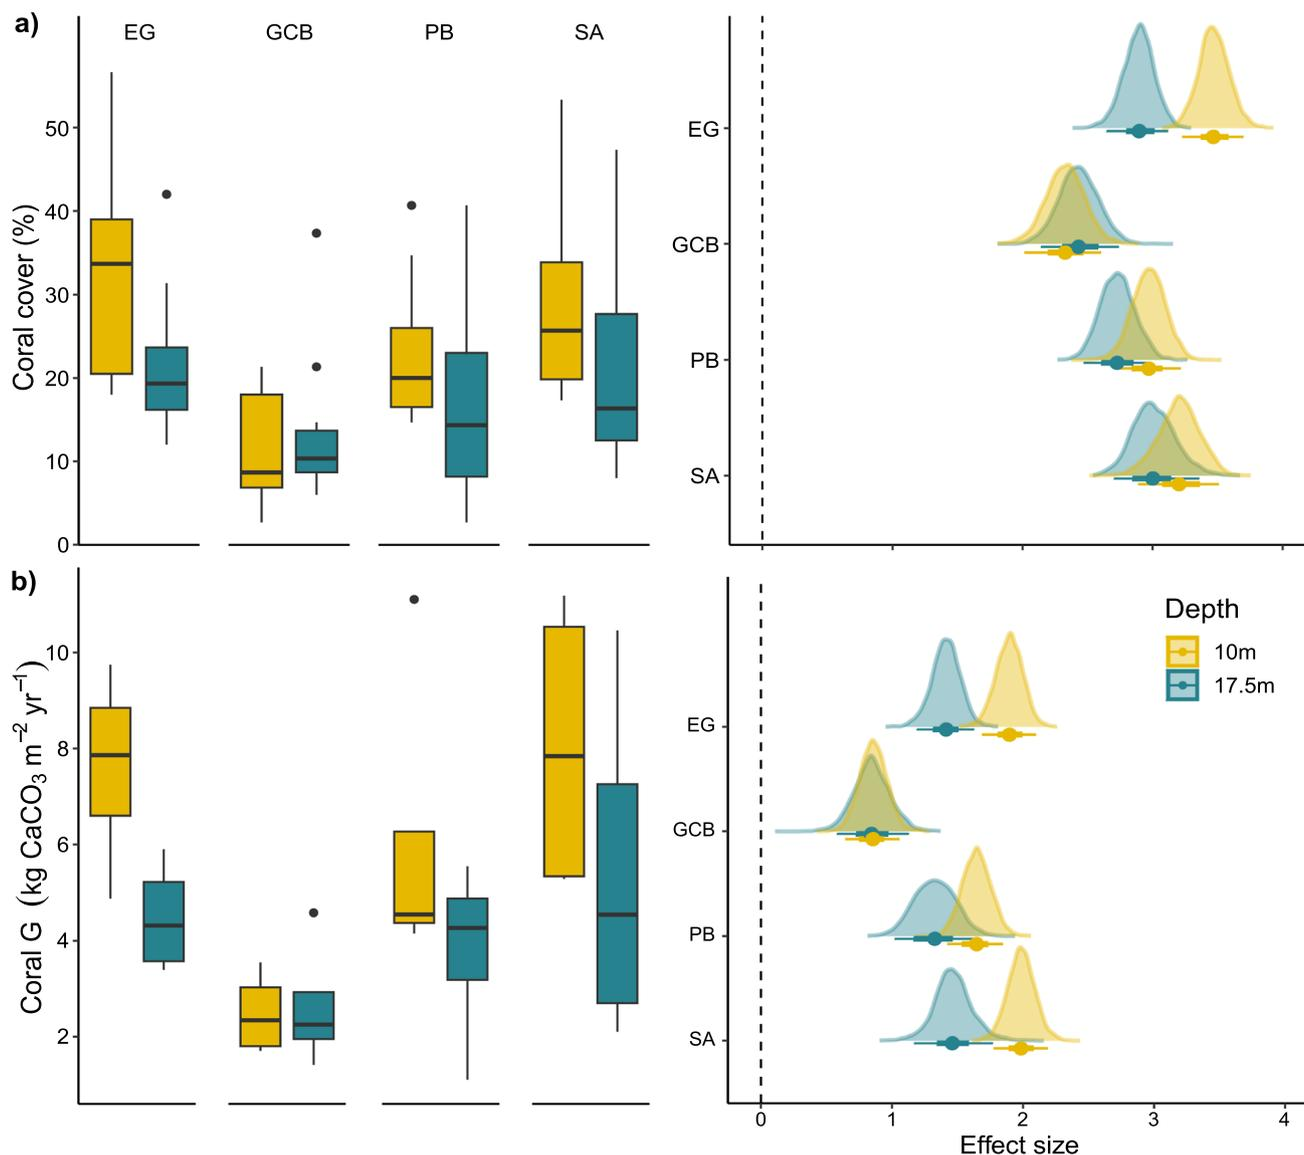 a)
EG GCB PB SA
Coral cover (%)
50
40
30
20
10
0
EG
GCB
PB
SA
b)
Coral G (kg CaCO₃ m⁻² yr⁻¹)
10
8
6
4
2
Depth
10m
17.5m
EG
GCB
PB
SA
0 1 2 3 4
Effect size